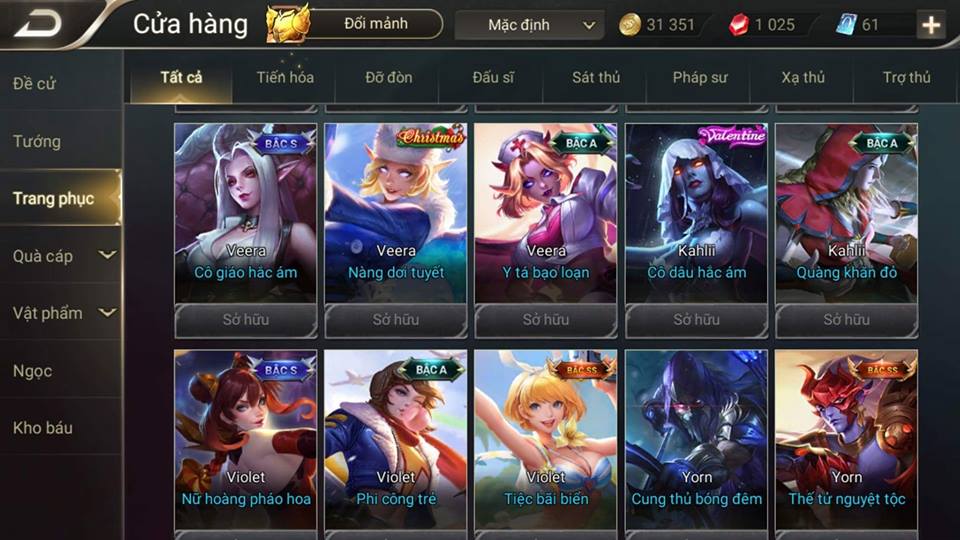 Cửa hàng
Đổi mảnh
Mặc định
31 351
1 025
61
Đề cử
Tướng
Trang phục
Quà cáp
Vật phẩm
Ngọc
Kho báu
Tất cả
Tiến hóa
Đỡ đòn
Đấu sĩ
Sát thủ
Pháp sư
Xạ thủ
Trợ thủ
BẬC S
Veera
Cô giáo hắc ám
Sở hữu
Christmas
Veera
Nàng dơi tuyết
Sở hữu
BẬC A
Veera
Y tá bạo loạn
Sở hữu
Valentine
Kahlii
Cô dâu hắc ám
Sở hữu
BẬC A
Kahlii
Quàng khăn đỏ
Sở hữu
BẬC S
Violet
Nữ hoàng pháo hoa
BẬC A
Violet
Phi công trẻ
BẬC SS
Violet
Tiệc bãi biển
Yorn
Cung thủ bóng đêm
BẬC SS
Yorn
Thế tử nguyệt tộc